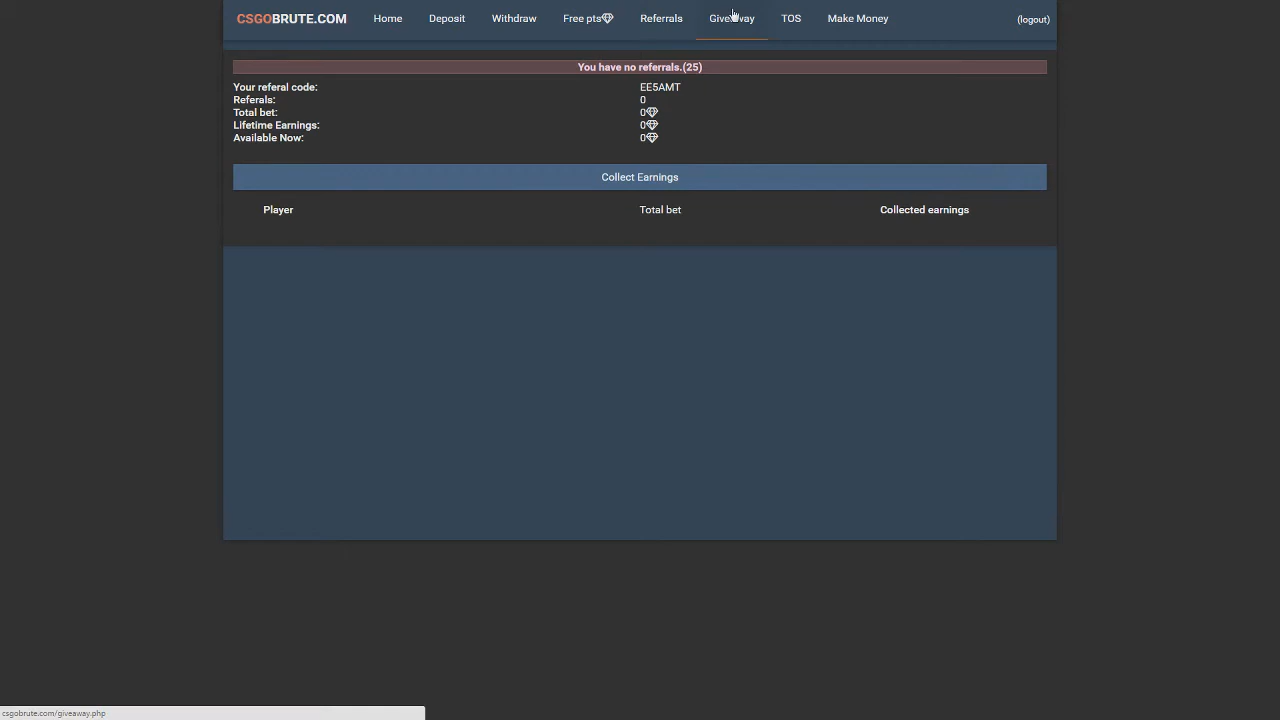 CSGOBRUTE.COM Home Deposit Withdraw Free pts Referrals Giveaway TOS Make Money (logout)
You have no referrals.(25)
Your referal code: EE5AMT
Referals: 0
Total bet: 0
Lifetime Earnings: 0
Available Now: 0
Collect Earnings
Player Total bet Collected earnings
csgobrute.com/giveaway.php